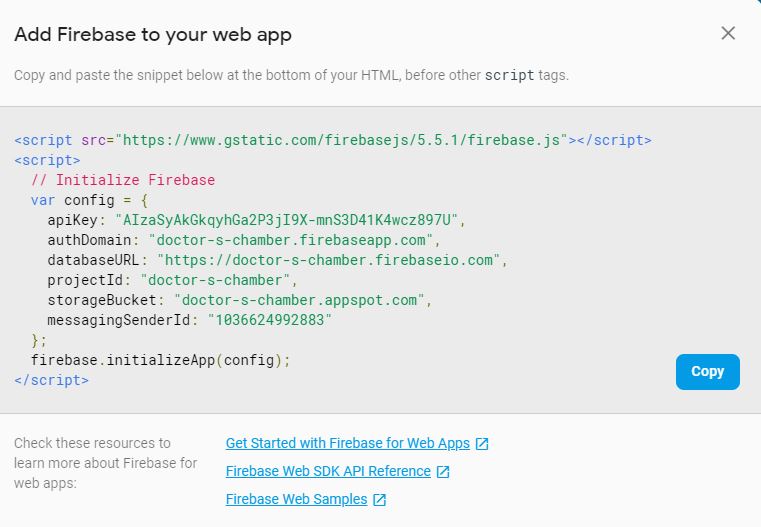 Add Firebase to your web app
Copy and paste the snippet below at the bottom of your HTML, before other script tags.
<script src="https://www.gstatic.com/firebasejs/5.5.1/firebase.js"></script>
<script>
  // Initialize Firebase
  var config = {
    apiKey: "AIzaSyAkGkqyhGa2P3jI9X-mnS3D41K4wcz897U",
    authDomain: "doctor-s-chamber.firebaseapp.com",
    databaseURL: "https://doctor-s-chamber.firebaseio.com",
    projectId: "doctor-s-chamber",
    storageBucket: "doctor-s-chamber.appspot.com",
    messagingSenderId: "1036624992883"
  };
  firebase.initializeApp(config);
</script>
Copy
Check these resources to
learn more about Firebase for
web apps:
Get Started with Firebase for Web Apps
Firebase Web SDK API Reference
Firebase Web Samples